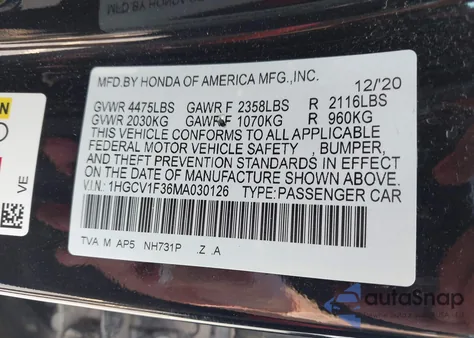 MFD.BY HONDA OF AMERICA MFG.,INC. 12/'20
GVWR 4475LBS GAWR F 2358LBS R 2116LBS
GVWR 2030KG GAWR F 1070KG R 960KG
THIS VEHICLE CONFORMS TO ALL APPLICABLE
FEDERAL MOTOR VEHICLE SAFETY , BUMPER,
AND THEFT PREVENTION STANDARDS IN EFFECT
ON THE DATE OF MANUFACTURE SHOWN ABOVE.
V.I.N.: 1HGCV1F36MA030126 TYPE:PASSENGER CAR
TVA M AP5 NH731P .Z .A
VE
autoSnap